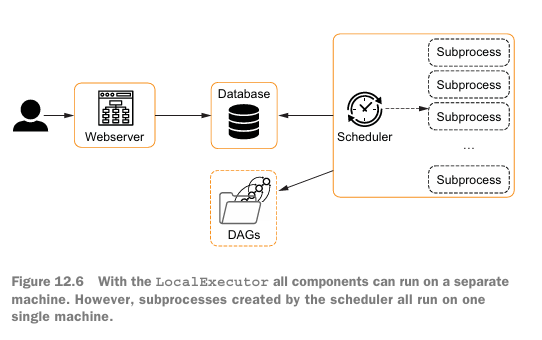 Subprocess
Database
Subprocess
Subprocess
Webserver
Scheduler
...
Subprocess
DAGs
Figure 12.6 With the LocalExecutor all components can run on a separate
machine. However, subprocesses created by the scheduler all run on one
single machine.